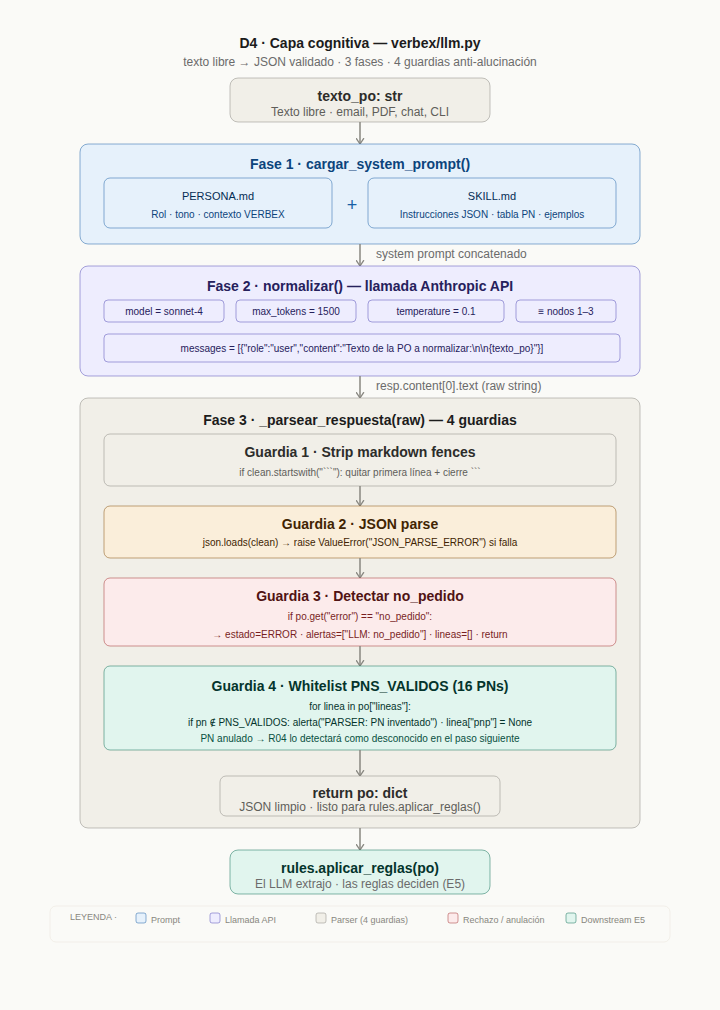 D4 · Capa cognitiva — verbex/llm.py
texto libre → JSON validado · 3 fases · 4 guardias anti-alucinación
texto_po: str
Texto libre · email, PDF, chat, CLI
Fase 1 · cargar_system_prompt()
PERSONA.md
Rol · tono · contexto VERBEX
+
SKILL.md
Instrucciones JSON · tabla PN · ejemplos
system prompt concatenado
Fase 2 · normalizar() — llamada Anthropic API
model = sonnet-4
max_tokens = 1500
temperature = 0.1
≡ nodos 1–3
messages = [{"role":"user","content":"Texto de la PO a normalizar:\n\n{texto_po}"}]
resp.content[0].text (raw string)
Fase 3 · _parsear_respuesta(raw) — 4 guardias
Guardia 1 · Strip markdown fences
if clean.startswith("```"): quitar primera línea + cierre ```
Guardia 2 · JSON parse
json.loads(clean) → raise ValueError("JSON_PARSE_ERROR") si falla
Guardia 3 · Detectar no_pedido
if po.get("error") == "no_pedido":
→ estado=ERROR · alertas=["LLM: no_pedido"] · lineas=[] · return
Guardia 4 · Whitelist PNS_VALIDOS (16 PNs)
for linea in po["lineas"]:
if pn ∉ PNS_VALIDOS: alerta("PARSER: PN inventado") · linea["pnp"] = None
PN anulado → R04 lo detectará como desconocido en el paso siguiente
return po: dict
JSON limpio · listo para rules.aplicar_reglas()
rules.aplicar_reglas(po)
El LLM extrajo · las reglas deciden (E5)
LEYENDA ·
Prompt
Llamada API
Parser (4 guardias)
Rechazo / anulación
Downstream E5